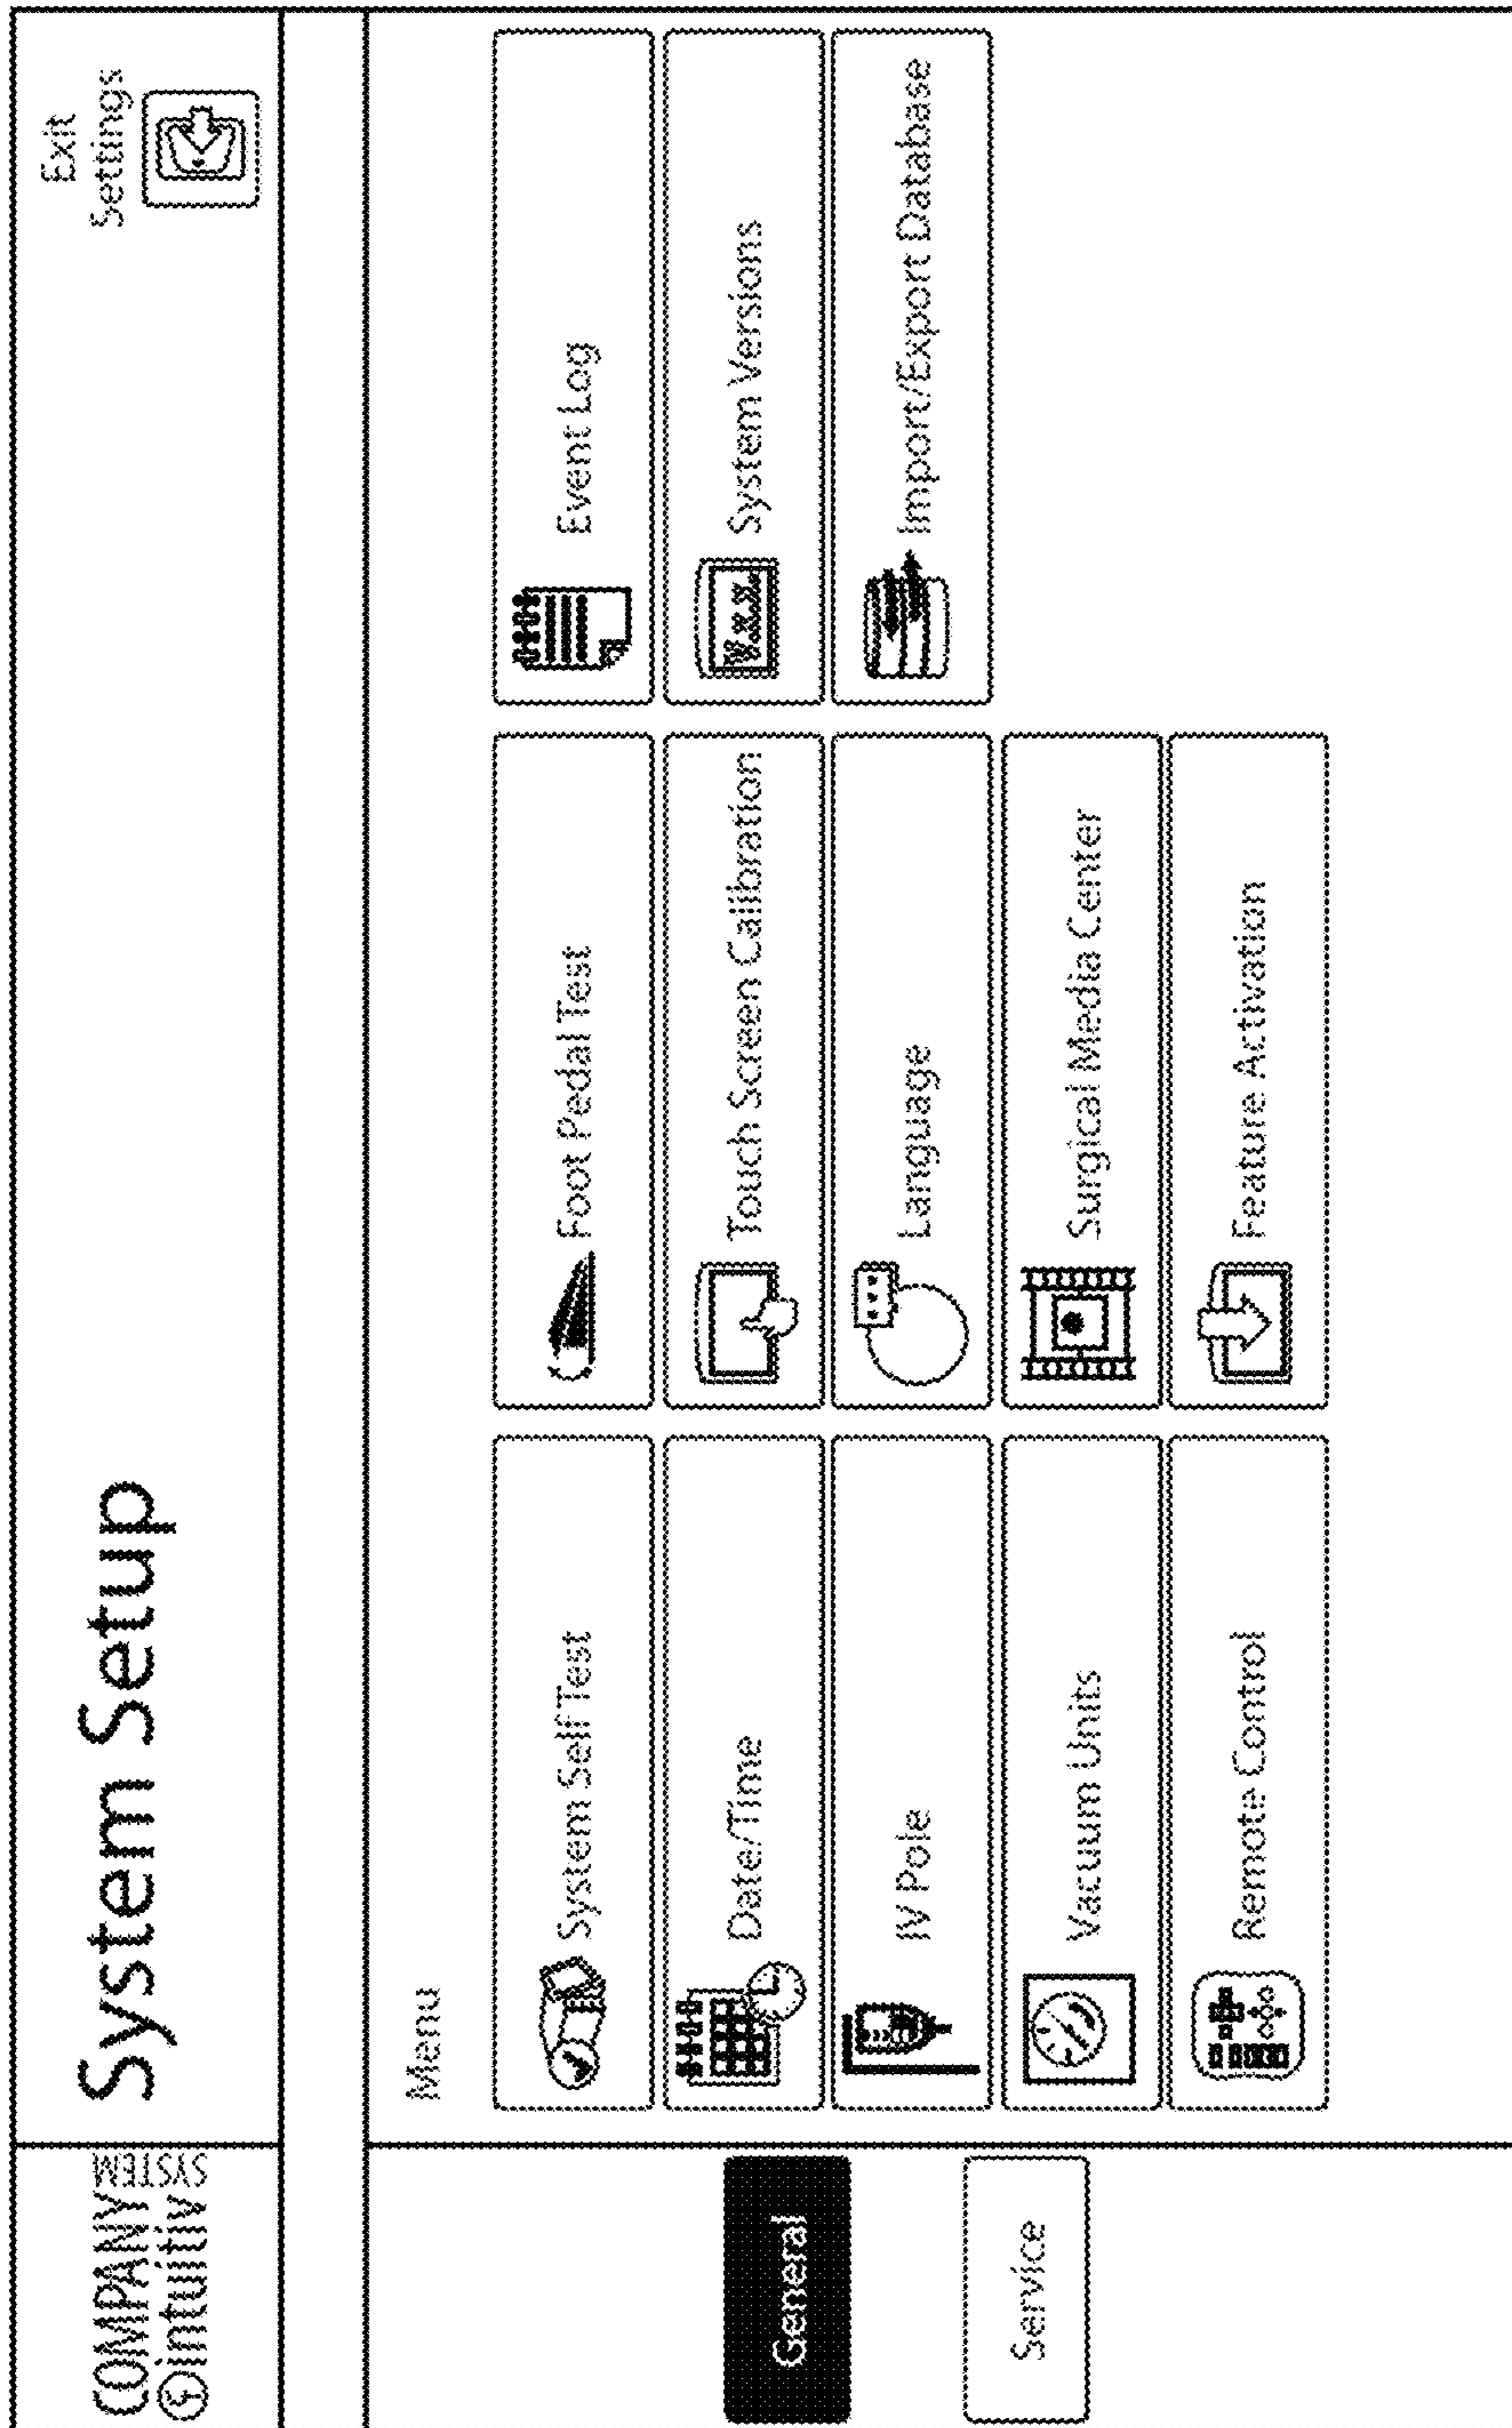 COMPANY
intuitiv SYSTEM
System Setup
Exit
Settings
Menu
General
Service
System Self Test
Foot Pedal Test
Event Log
Date/Time
Touch Screen Calibration
System Versions
V.x.x.
IV Pole
Language
Import/Export Database
Vacuum Units
Surgical Media Center
Remote Control
Feature Activation